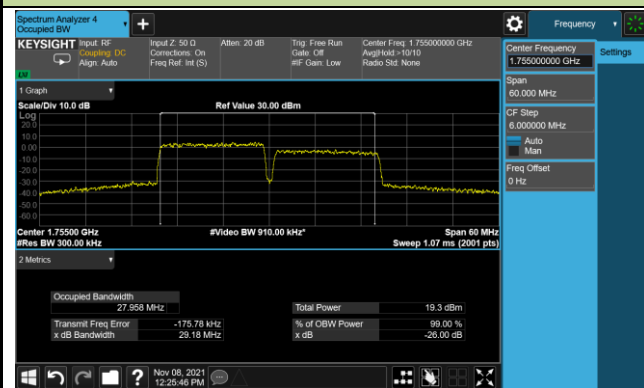 Spectrum Analyzer 4
Occupied BW
Frequency
KEYSIGHT
Input: RF
Coupling: DC
Align: Auto
Input Z: 50 Ω
Corrections: On
Freq Ref: Int (S)
Atten: 20 dB
Trig: Free Run
Gate: Off
#IF Gain: Low
Center Freq: 1.755000000 GHz
Avg|Hold:>10/10
Radio Std: None
Center Frequency
1.755000000 GHz
Settings
Span
60.000 MHz
CF Step
6.000000 MHz
Auto
Man
Freq Offset
0 Hz
1 Graph
Scale/Div 10.0 dB
Ref Value 30.00 dBm
Log
20.0
10.0
0.00
-10.0
-20.0
-30.0
-40.0
-50.0
-60.0
Center 1.75500 GHz
#Video BW 910.00 kHz*
Span 60 MHz
#Res BW 300.00 kHz
Sweep 1.07 ms (2001 pts)
2 Metrics
Occupied Bandwidth
27.958 MHz
Total Power
19.3 dBm
Transmit Freq Error
-175.78 kHz
% of OBW Power
99.00 %
x dB Bandwidth
29.18 MHz
x dB
-26.00 dB
Nov 08, 2021
12:25:46 PM